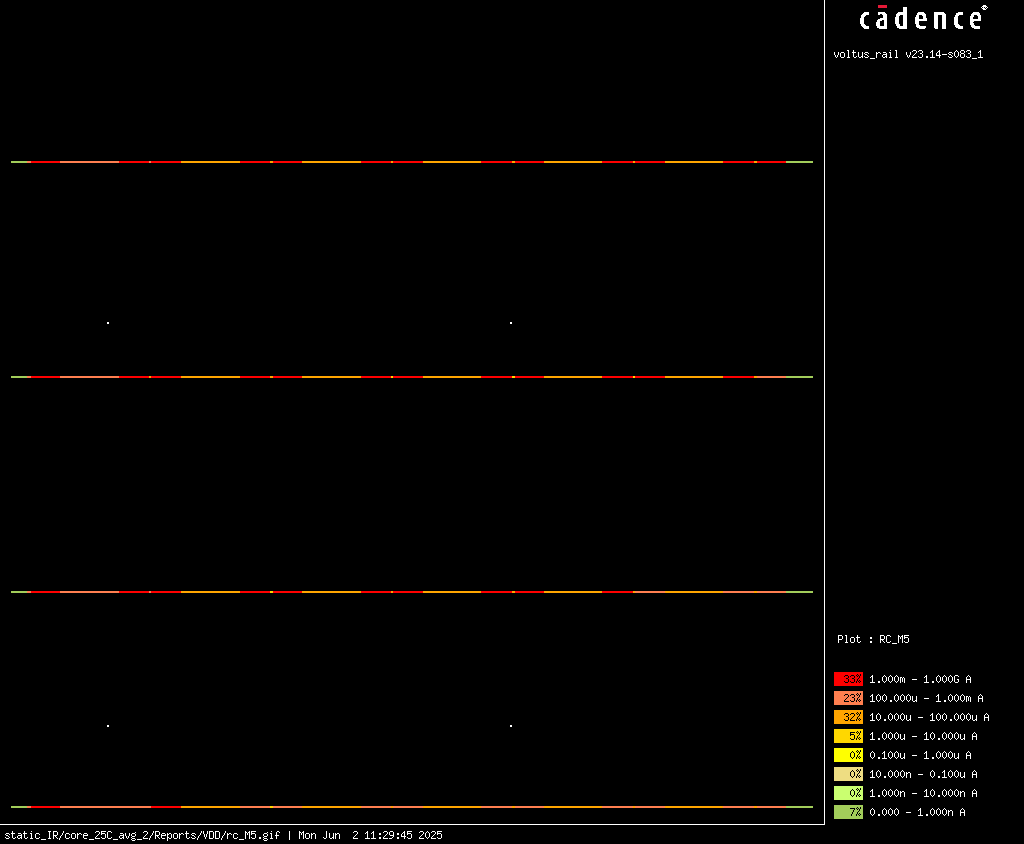 cādence®
voltus_rail v23.14-s083_1
Plot : RC_M5
33% 1.000m - 1.000G A
23% 100.000u - 1.000m A
32% 10.000u - 100.000u A
5% 1.000u - 10.000u A
0% 0.100u - 1.000u A
0% 10.000n - 0.100u A
0% 1.000n - 10.000n A
7% 0.000 - 1.000n A
static_IR/core_25C_avg_2/Reports/VDD/rc_M5.gif | Mon Jun  2 11:29:45 2025